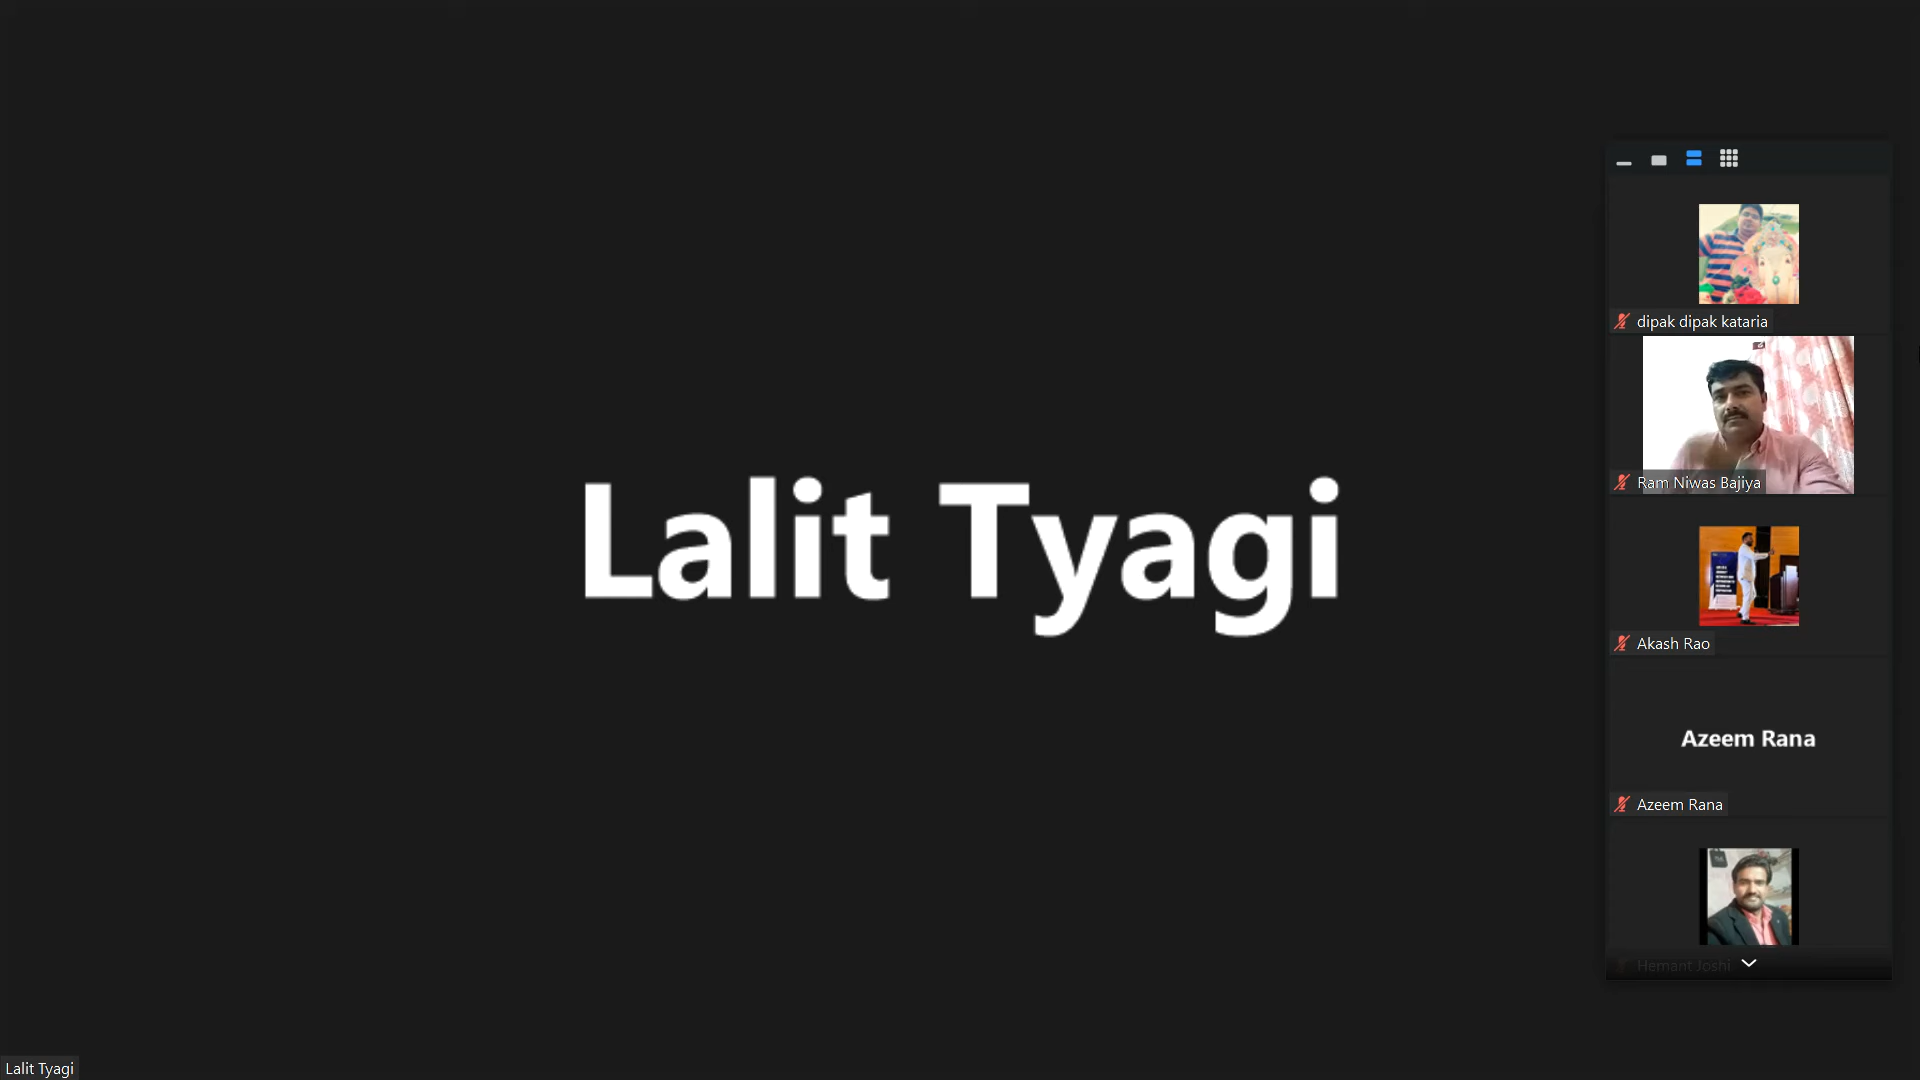 Lalit Tyagi
dipak dipak kataria
Ram Niwas Bajiya
Akash Rao
Azeem Rana
Azeem Rana
Hemant Joshi
Lalit Tyagi